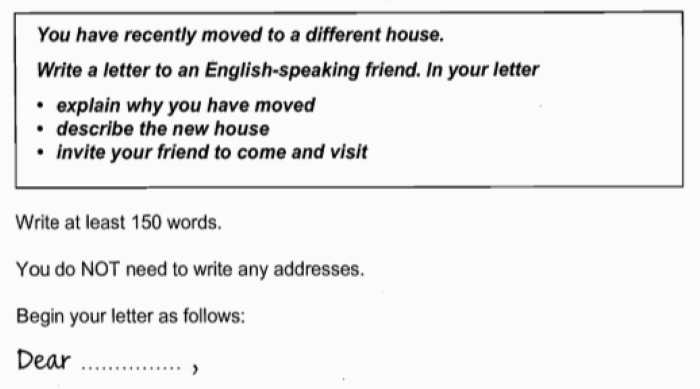 You have recently moved to a different house.
Write a letter to an English-speaking friend. In your letter
• explain why you have moved
• describe the new house
• invite your friend to come and visit
Write at least 150 words.
You do NOT need to write any addresses.
Begin your letter as follows:
Dear ............... ,